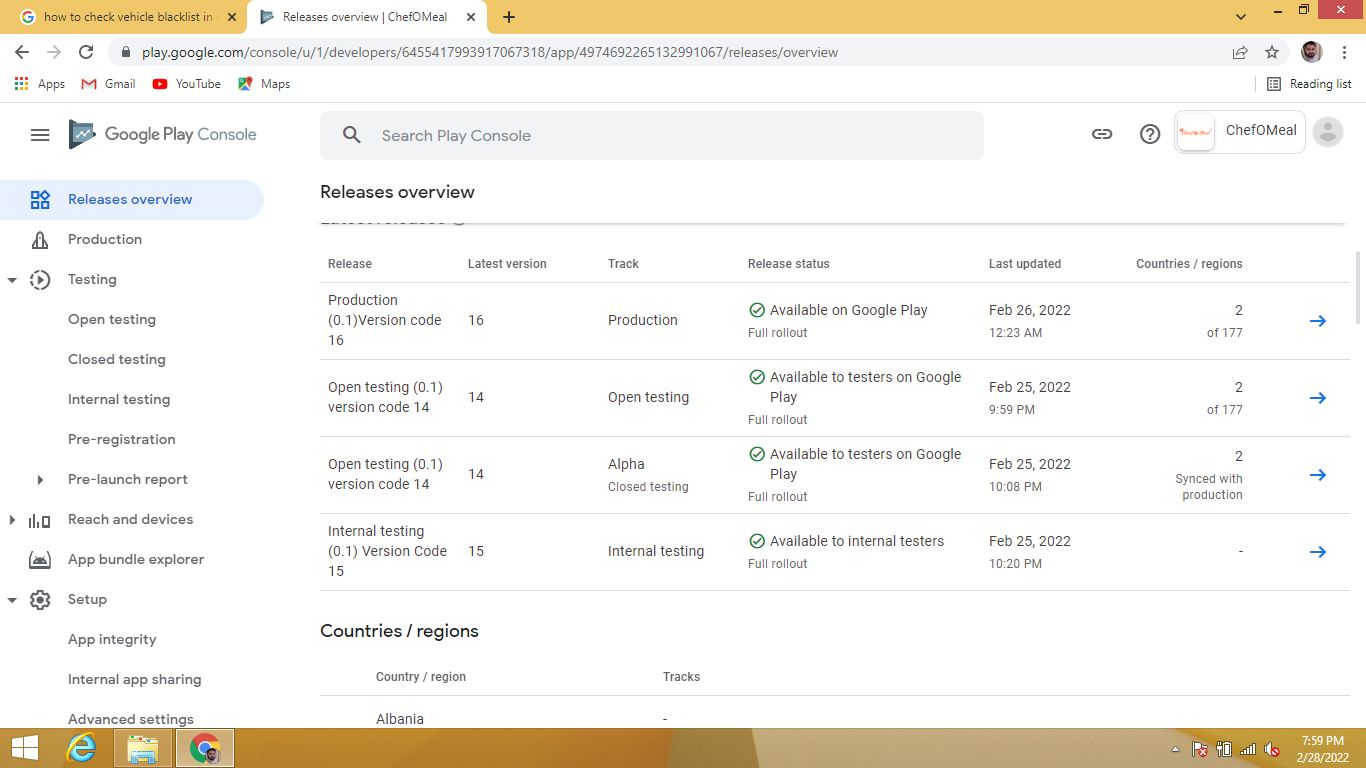 how to check vehicle blacklist in
Releases overview | ChefOMeal
play.google.com/console/u/1/developers/6455417993917067318/app/4974692265132991067/releases/overview
Apps
Gmail
YouTube
Maps
Reading list
Google Play Console
Search Play Console
ChefOMeal
Releases overview
Production
Testing
Open testing
Closed testing
Internal testing
Pre-registration
Pre-launch report
Reach and devices
App bundle explorer
Setup
App integrity
Internal app sharing
Advanced settings
Releases overview
Latest releases
Release Latest version Track Release status Last updated Countries / regions
Production
(0.1)Version code
16
16
Production
Available on Google Play
Full rollout
Feb 26, 2022
12:23 AM
2
of 177
Open testing (0.1)
version code 14
14
Open testing
Available to testers on Google
Play
Full rollout
Feb 25, 2022
9:59 PM
2
of 177
Open testing (0.1)
version code 14
14
Alpha
Closed testing
Available to testers on Google
Play
Full rollout
Feb 25, 2022
10:08 PM
2
Synced with
production
Internal testing
(0.1) Version Code
15
15
Internal testing
Available to internal testers
Full rollout
Feb 25, 2022
10:20 PM
-
Countries / regions
Country / region Tracks
Albania -
7:59 PM
2/28/2022